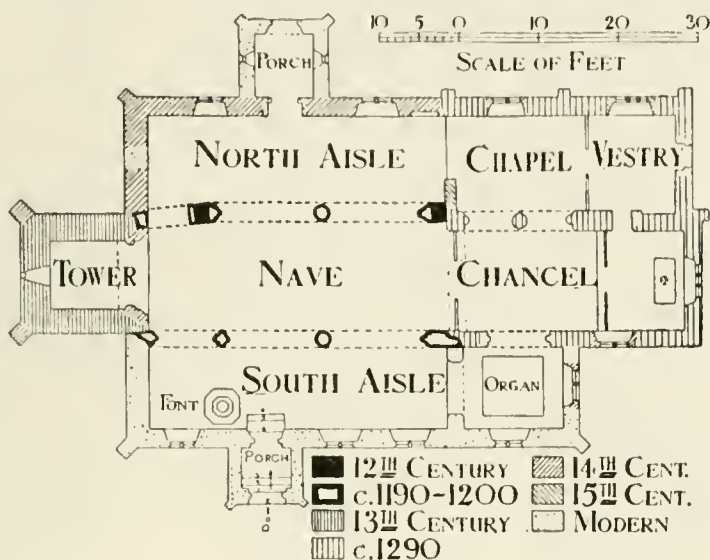 10 5 0 10 20 30
SCALE OF FEET
PORCH
NORTH AISLE
CHAPEL
VESTRY
TOWER
NAVE
CHANCEL
SOUTH AISLE
FONT
ORGAN
PORCH
12TH CENTURY
c.1190-1200
13TH CENTURY
c.1290
14TH CENT.
15TH CENT.
MODERN